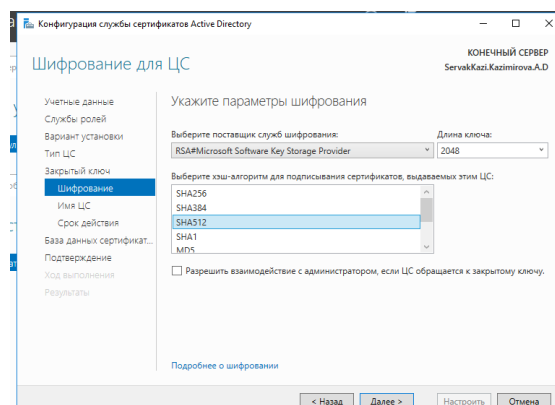 Конфигурация службы сертификатов Active Directory
КОНЕЧНЫЙ СЕРВЕР
ServakKazi.Kazimirova.A.D
Шифрование для ЦС
Учетные данные
Службы ролей
Вариант установки
Тип ЦС
Закрытый ключ
Шифрование
Имя ЦС
Срок действия
База данных сертификат...
Подтверждение
Ход выполнения
Результаты
Укажите параметры шифрования
Выберите поставщик служб шифрования:
Длина ключа:
RSA#Microsoft Software Key Storage Provider
2048
Выберите хэш-алгоритм для подписывания сертификатов, выдаваемых этим ЦС:
SHA256
SHA384
SHA512
SHA1
MD5
Разрешить взаимодействие с администратором, если ЦС обращается к закрытому ключу.
Подробнее о шифровании
< Назад
Далее >
Настроить
Отмена